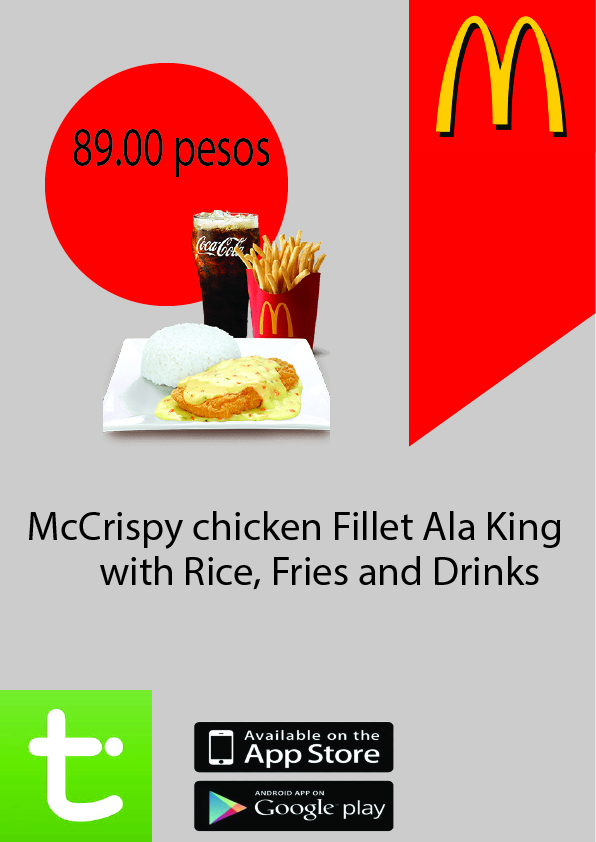 89.00 pesos
Coca-Cola
McCrispy chicken Fillet Ala King
with Rice, Fries and Drinks
Available on the
App Store
ANDROID APP ON
Google play